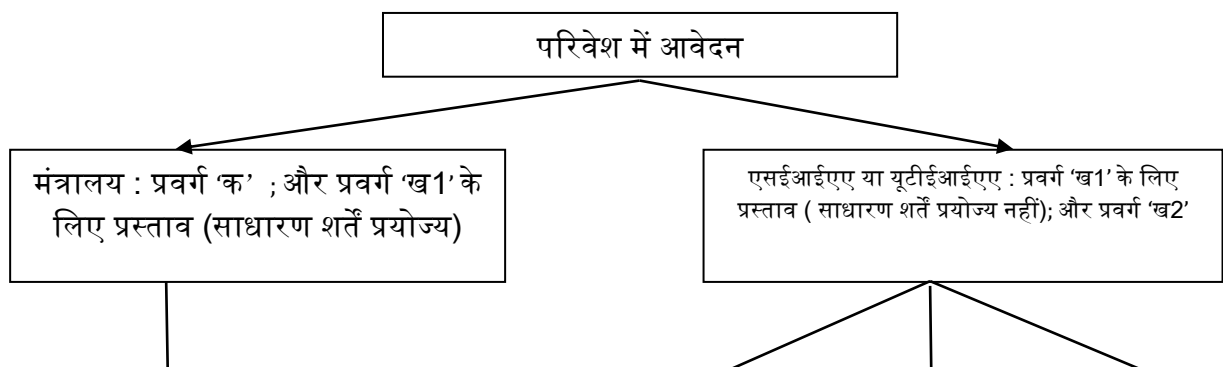 परिवेश में आवेदन
मंत्रालय : प्रवर्ग ‘क’ ; और प्रवर्ग ‘ख1’ के
लिए प्रस्ताव (साधारण शर्तें प्रयोज्य)
एसईआईएए या यूटीईआईएए : प्रवर्ग ‘ख1’ के लिए
प्रस्ताव ( साधारण शर्तें प्रयोज्य नहीं); और प्रवर्ग ‘ख2’